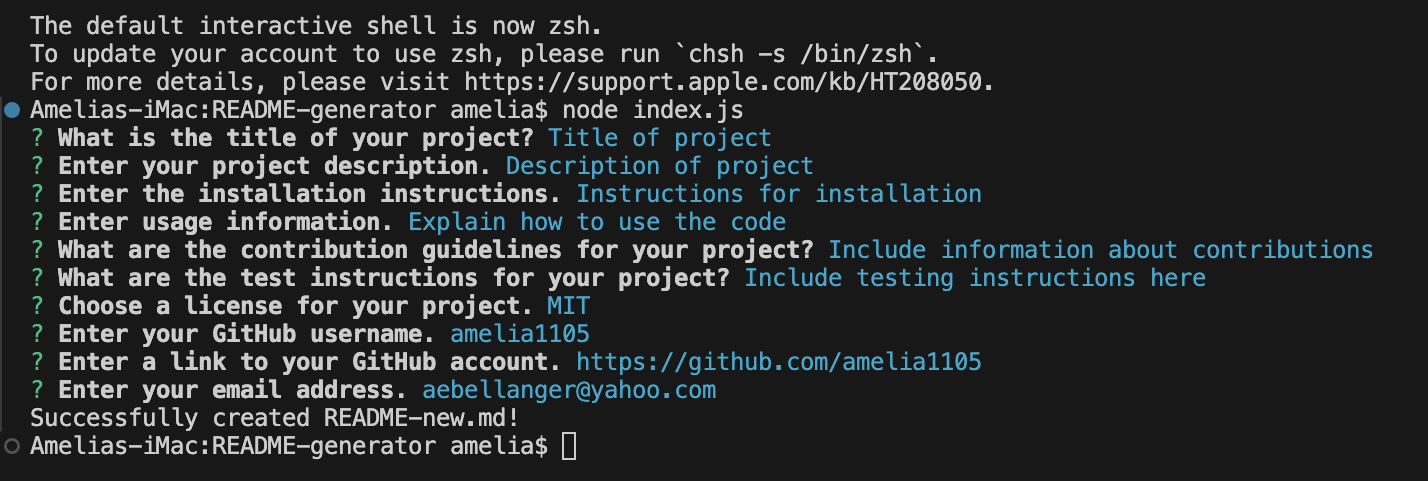 The default interactive shell is now zsh.
To update your account to use zsh, please run `chsh -s /bin/zsh`.
For more details, please visit https://support.apple.com/kb/HT208050.
Amelias-iMac:README-generator amelia$ node index.js
? What is the title of your project? Title of project
? Enter your project description. Description of project
? Enter the installation instructions. Instructions for installation
? Enter usage information. Explain how to use the code
? What are the contribution guidelines for your project? Include information about contributions
? What are the test instructions for your project? Include testing instructions here
? Choose a license for your project. MIT
? Enter your GitHub username. amelia1105
? Enter a link to your GitHub account. https://github.com/amelia1105
? Enter your email address. aebellanger@yahoo.com
Successfully created README-new.md!
Amelias-iMac:README-generator amelia$